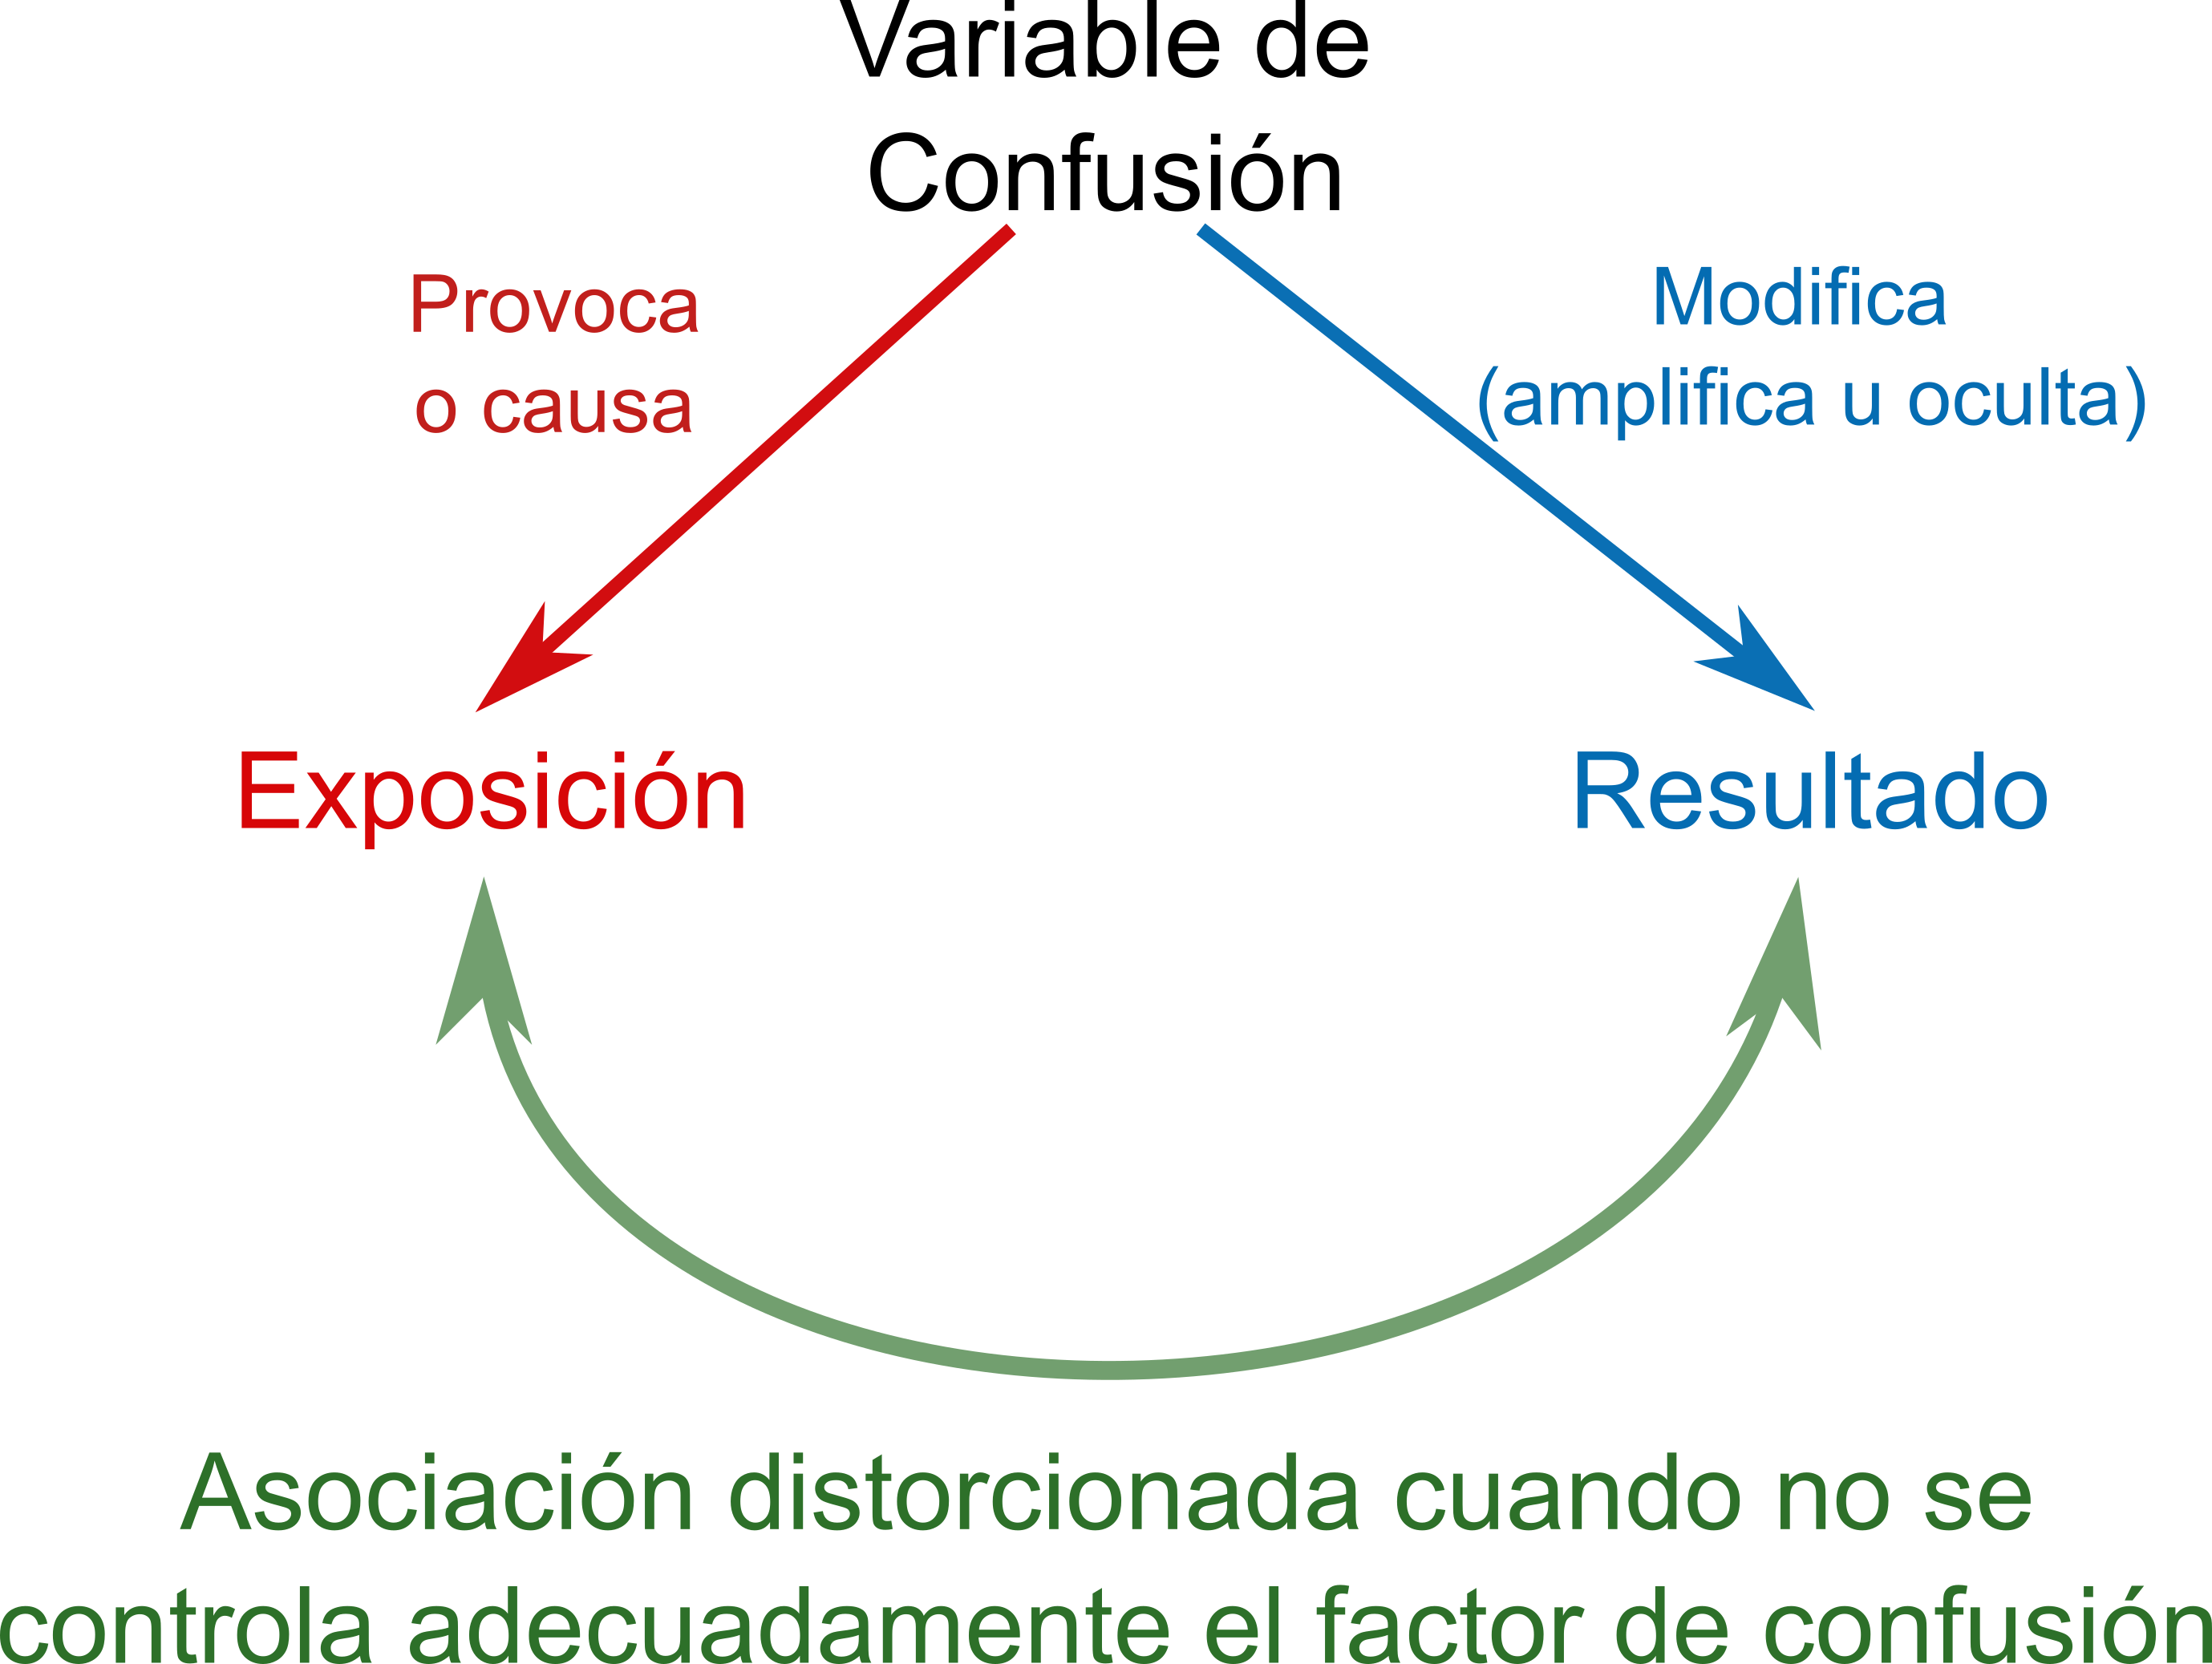 Variable de
Confusión
Provoca
o causa
Modifica
(amplifica u oculta)
Exposición
Resultado
Asociación distorcionada cuando no se
controla adecuadamente el factor de confusión